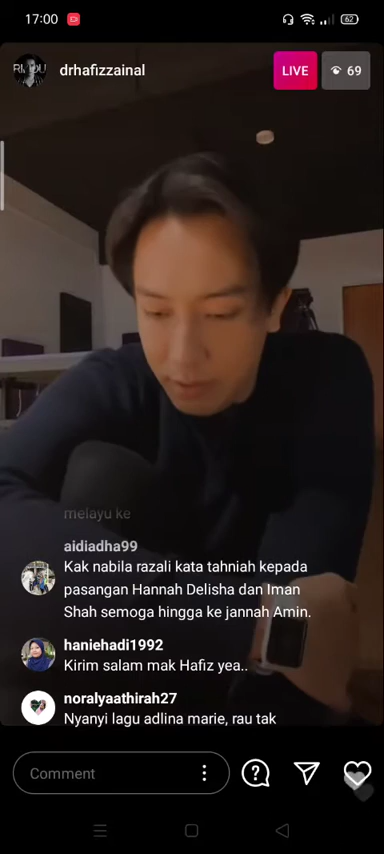 17:00
62
drhafizzainal
LIVE
69
melayu ke
aidiadha99
Kak nabila razali kata tahniah kepada
pasangan Hannah Delisha dan Iman
Shah semoga hingga ke jannah Amin.
haniehadi1992
Kirim salam mak Hafiz yea..
noralyaathirah27
Nyanyi lagu adlina marie, rau tak
Comment